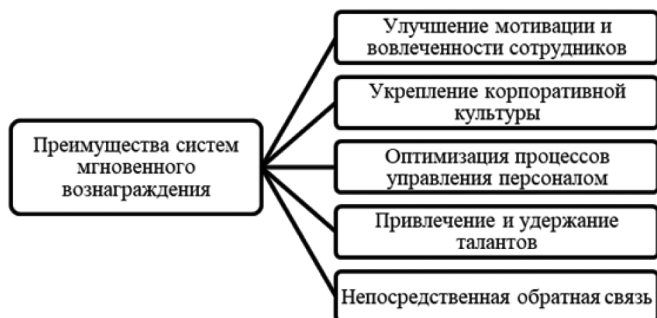 Преимущества систем
мгновенного
вознаграждения
Улучшение мотивации и
вовлеченности сотрудников
Укрепление корпоративной
культуры
Оптимизация процессов
управления персоналом
Привлечение и удержание
талантов
Непосредственная обратная связь